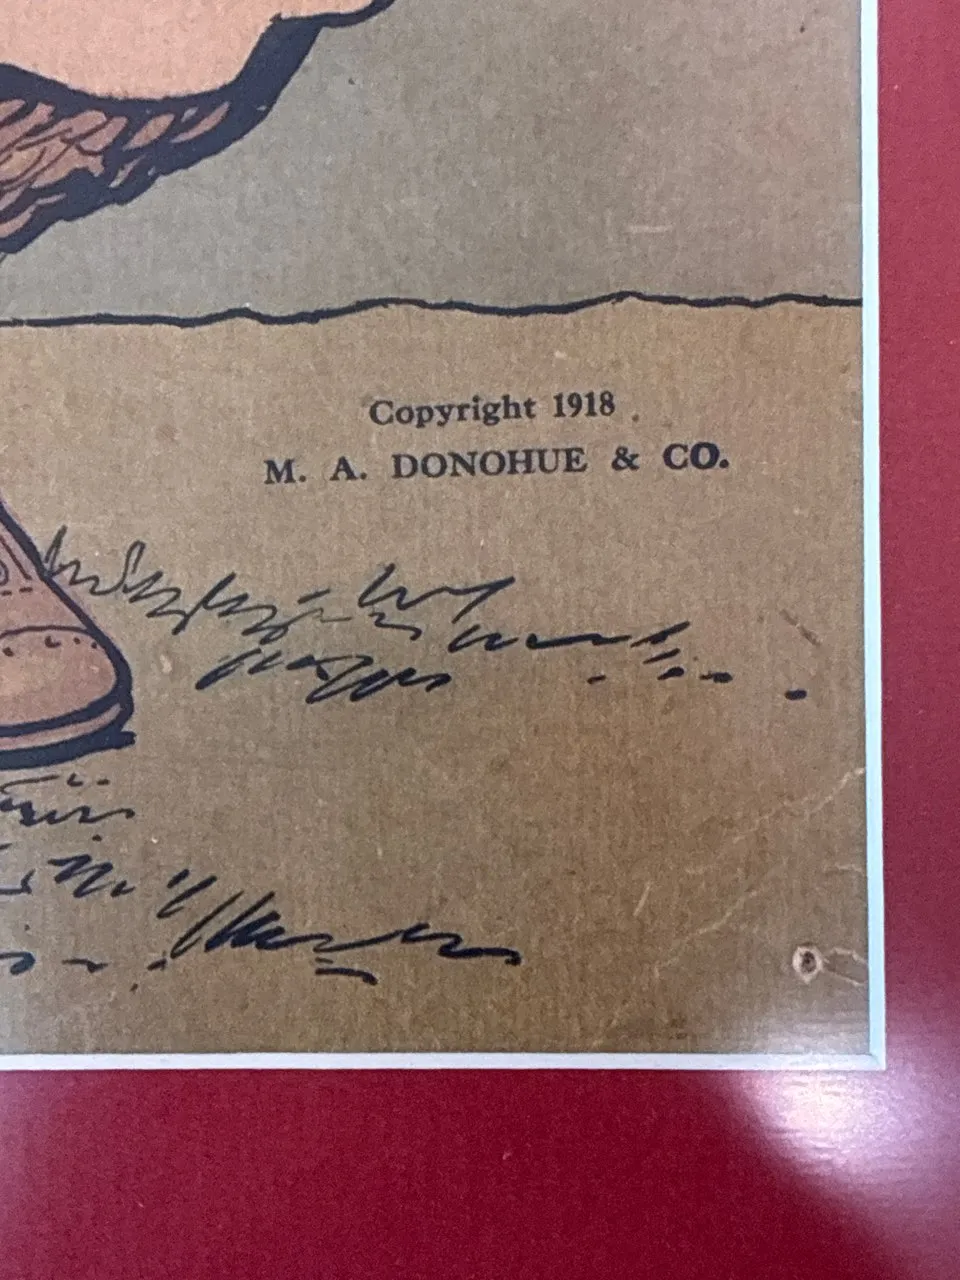 Copyright 1918
M. A. DONOHUE & CO.